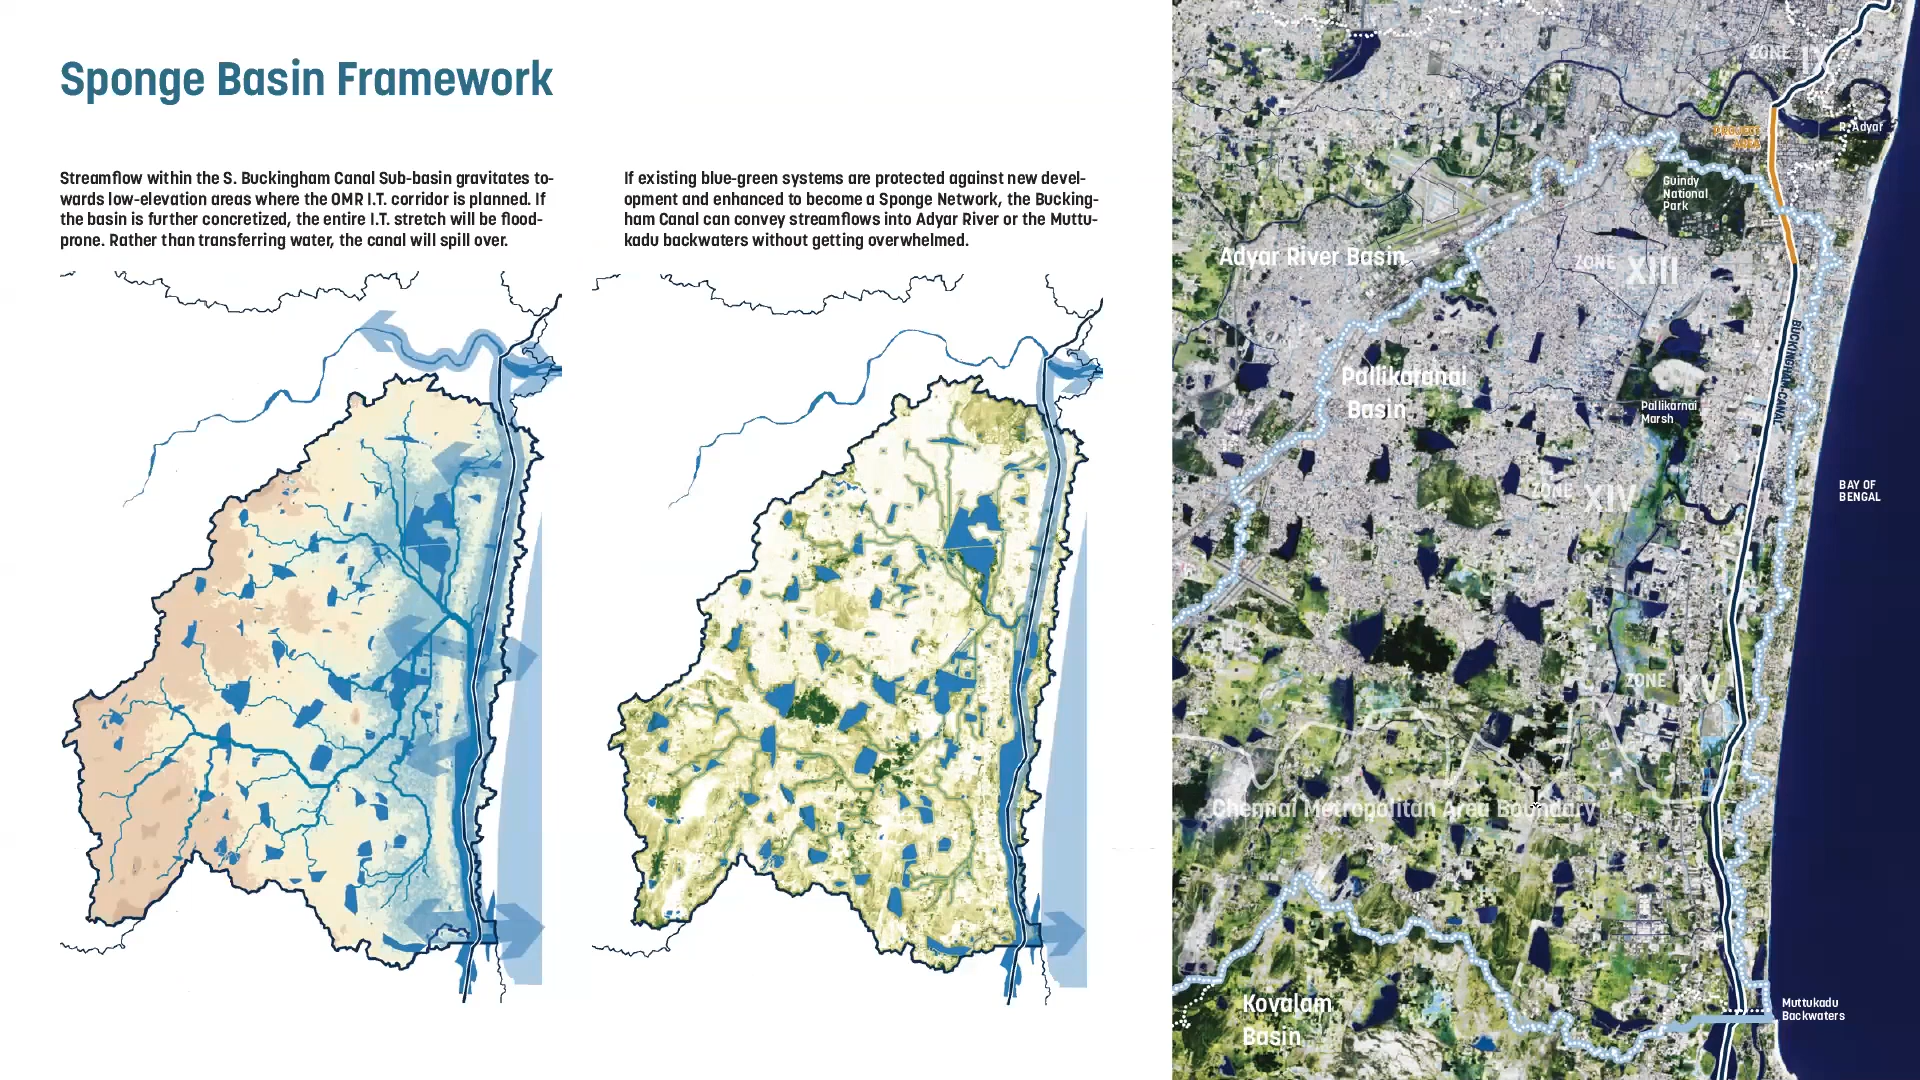 Sponge Basin Framework
Streamflow within the S. Buckingham Canal Sub-basin gravitates to-
wards low-elevation areas where the OMR I.T. corridor is planned. If
the basin is further concretized, the entire I.T. stretch will be flood-
prone. Rather than transferring water, the canal will spill over.
If existing blue-green systems are protected against new devel-
opment and enhanced to become a Sponge Network, the Bucking-
ham Canal can convey streamflows into Adyar River or the Muttu-
kadu backwaters without getting overwhelmed.
ZONE IX
PROJECT
AREA
R. Adyar
Guindy
National
Park
Adyar River Basin
ZONE XIII
BUCKINGHAM CANAL
Pallikaranai
Basin
Pallikarnai
Marsh
ZONE XIV
BAY OF
BENGAL
ZONE XV
Chennai Metropolitan Area Boundary
Kovalam
Basin
Muttukadu
Backwaters